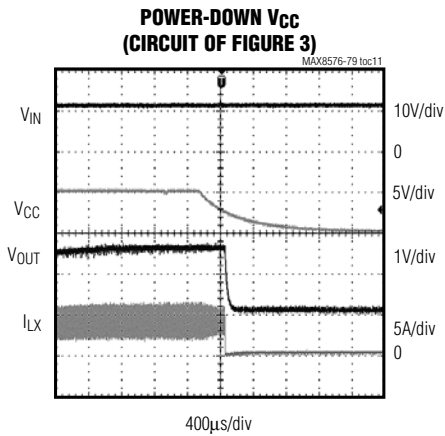 POWER-DOWN VCC
(CIRCUIT OF FIGURE 3)
MAX8576-79 toc11
VIN
10V/div
0
5V/div
VCC
VOUT
1V/div
ILX
5A/div
0
400µs/div